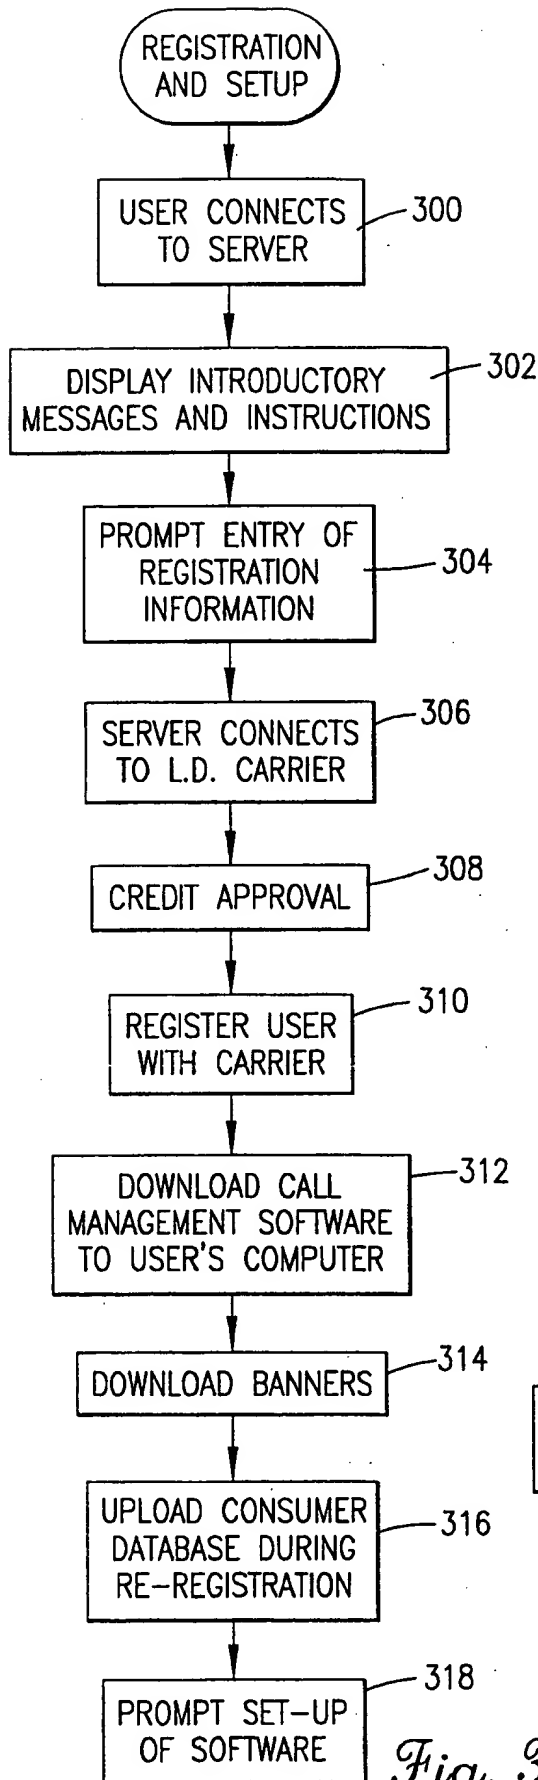 REGISTRATION
AND SETUP
USER CONNECTS
TO SERVER
300
DISPLAY INTRODUCTORY
MESSAGES AND INSTRUCTIONS
302
PROMPT ENTRY OF
REGISTRATION
INFORMATION
304
SERVER CONNECTS
TO L.D. CARRIER
306
CREDIT APPROVAL
308
REGISTER USER
WITH CARRIER
310
DOWNLOAD CALL
MANAGEMENT SOFTWARE
TO USER'S COMPUTER
312
DOWNLOAD BANNERS
314
UPLOAD CONSUMER
DATABASE DURING
RE-REGISTRATION
316
PROMPT SET-UP
OF SOFTWARE
318
Fig. 3